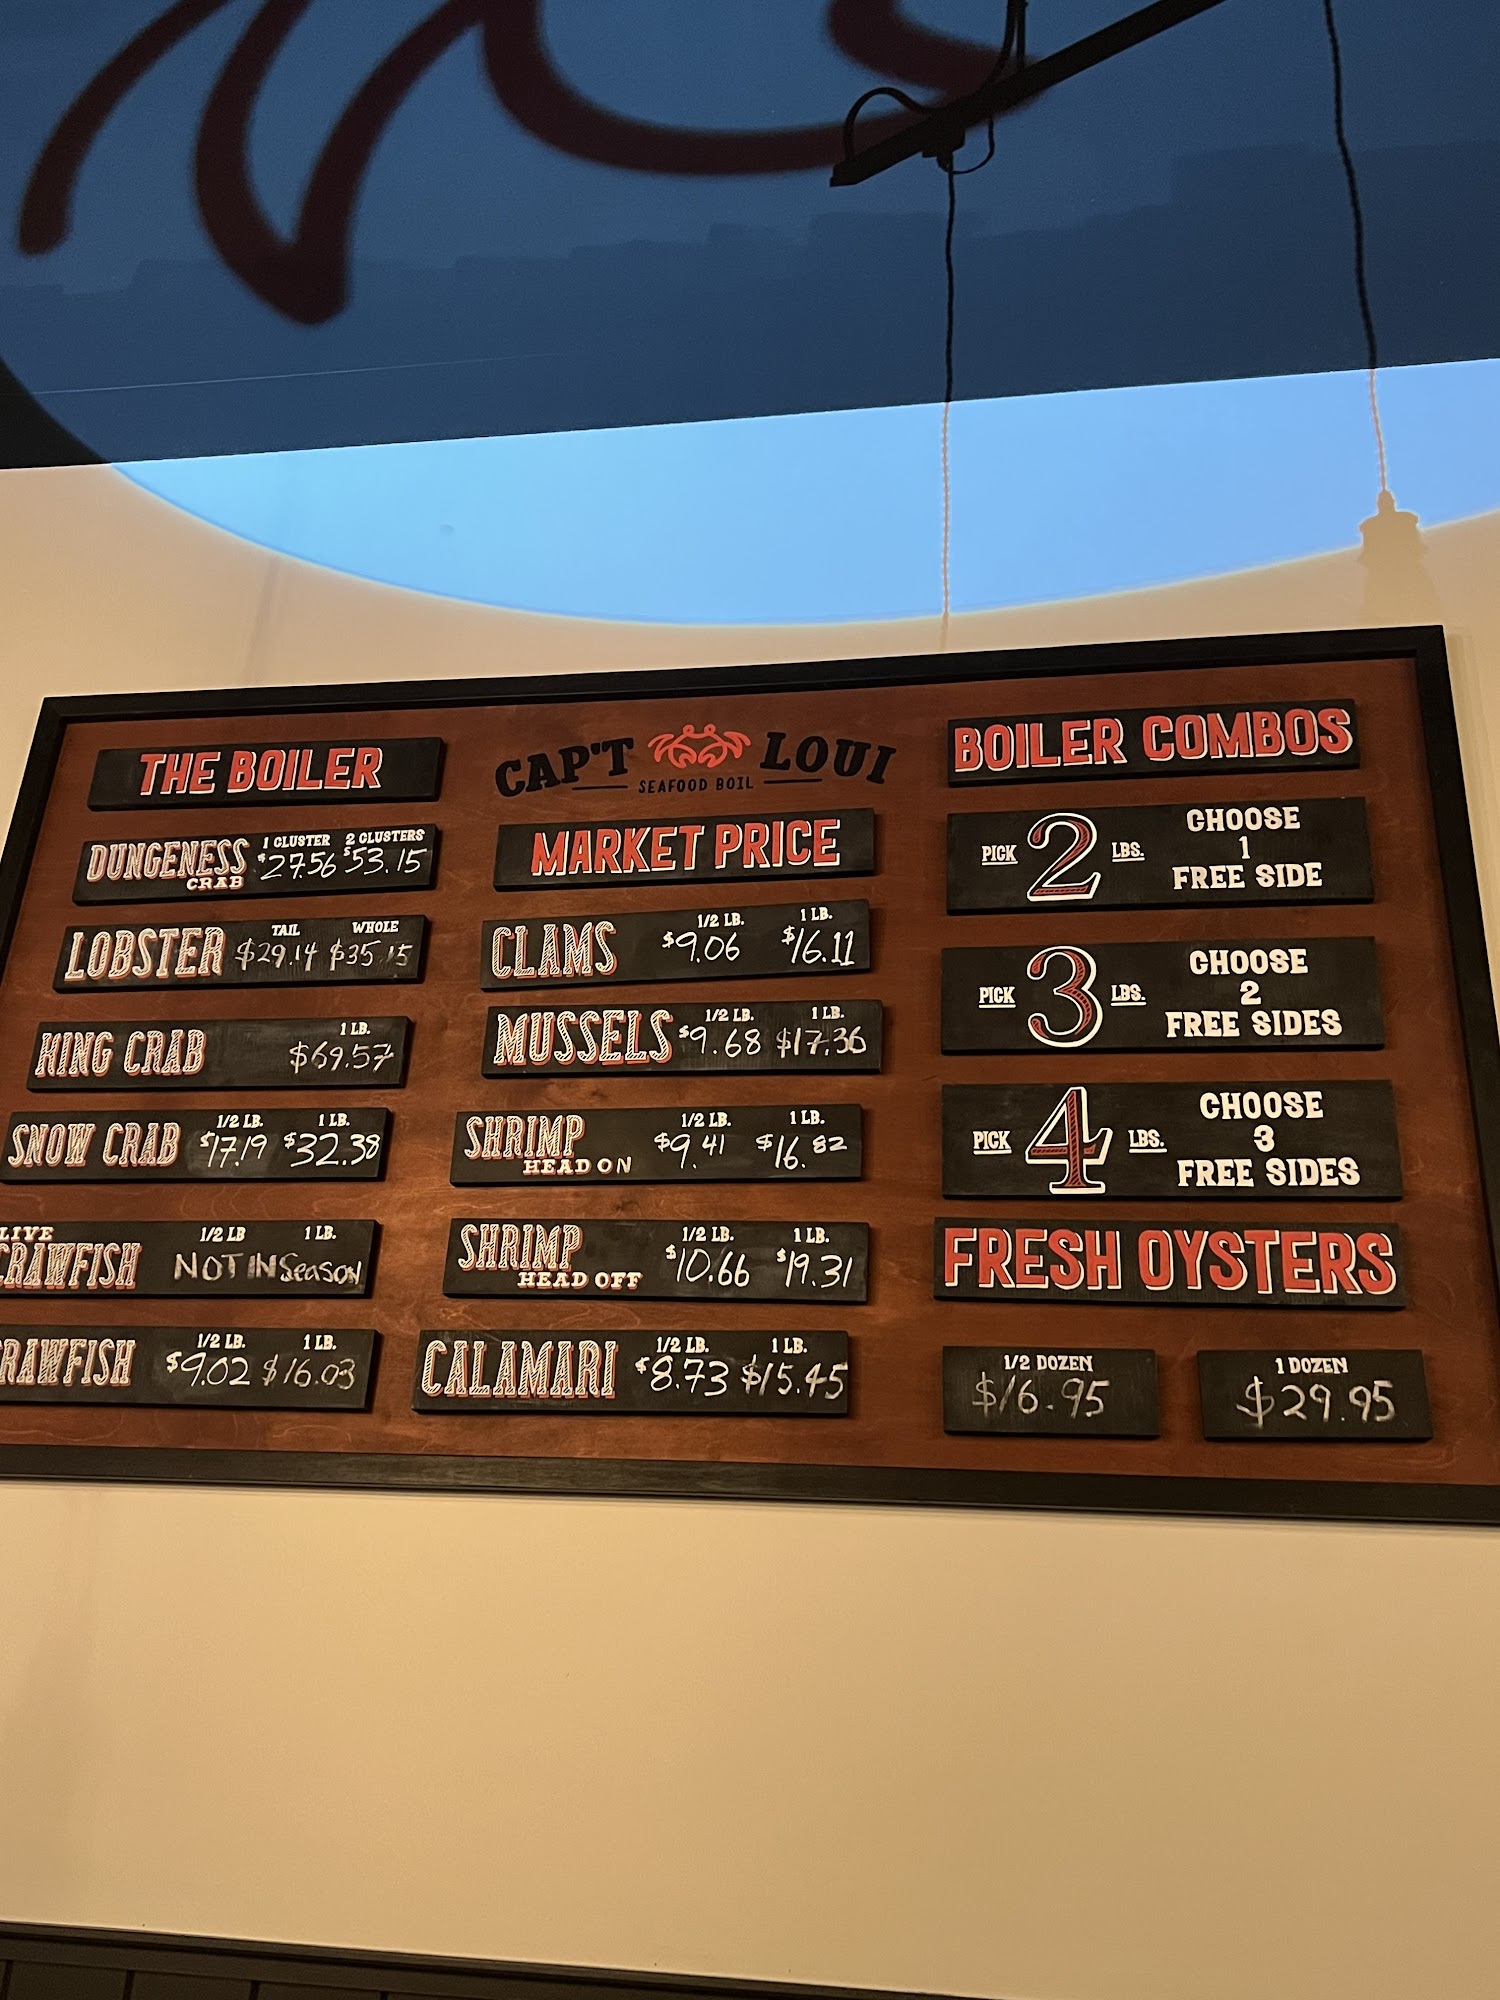 THE BOILER
DUNGENESS CRAB
1 CLUSTER 2 CLUSTERS
$27.56 $53.15
LOBSTER
TAIL WHOLE
$29.14 $35.15
KING CRAB
1 LB.
$69.57
SNOW CRAB
1/2 LB. 1 LB.
$17.19 $32.38
LIVE
CRAWFISH
1/2 LB 1 LB.
NOT IN SEASON
RAWFISH
1/2 LB. 1 LB.
$9.02 $16.03
CAP'T LOUI
SEAFOOD BOIL
MARKET PRICE
CLAMS
1/2 LB. 1 LB.
$9.06 $16.11
MUSSELS
1/2 LB. 1 LB.
$9.68 $17.36
SHRIMP
HEAD ON
1/2 LB. 1 LB.
$9.41 $16.82
SHRIMP
HEAD OFF
1/2 LB. 1 LB.
$10.66 $19.31
CALAMARI
1/2 LB. 1 LB.
$8.73 $15.45
BOILER COMBOS
PICK 2 LBS.
CHOOSE
1
FREE SIDE
PICK 3 LBS.
CHOOSE
2
FREE SIDES
PICK 4 LBS.
CHOOSE
3
FREE SIDES
FRESH OYSTERS
1/2 DOZEN
$16.95
1 DOZEN
$29.95